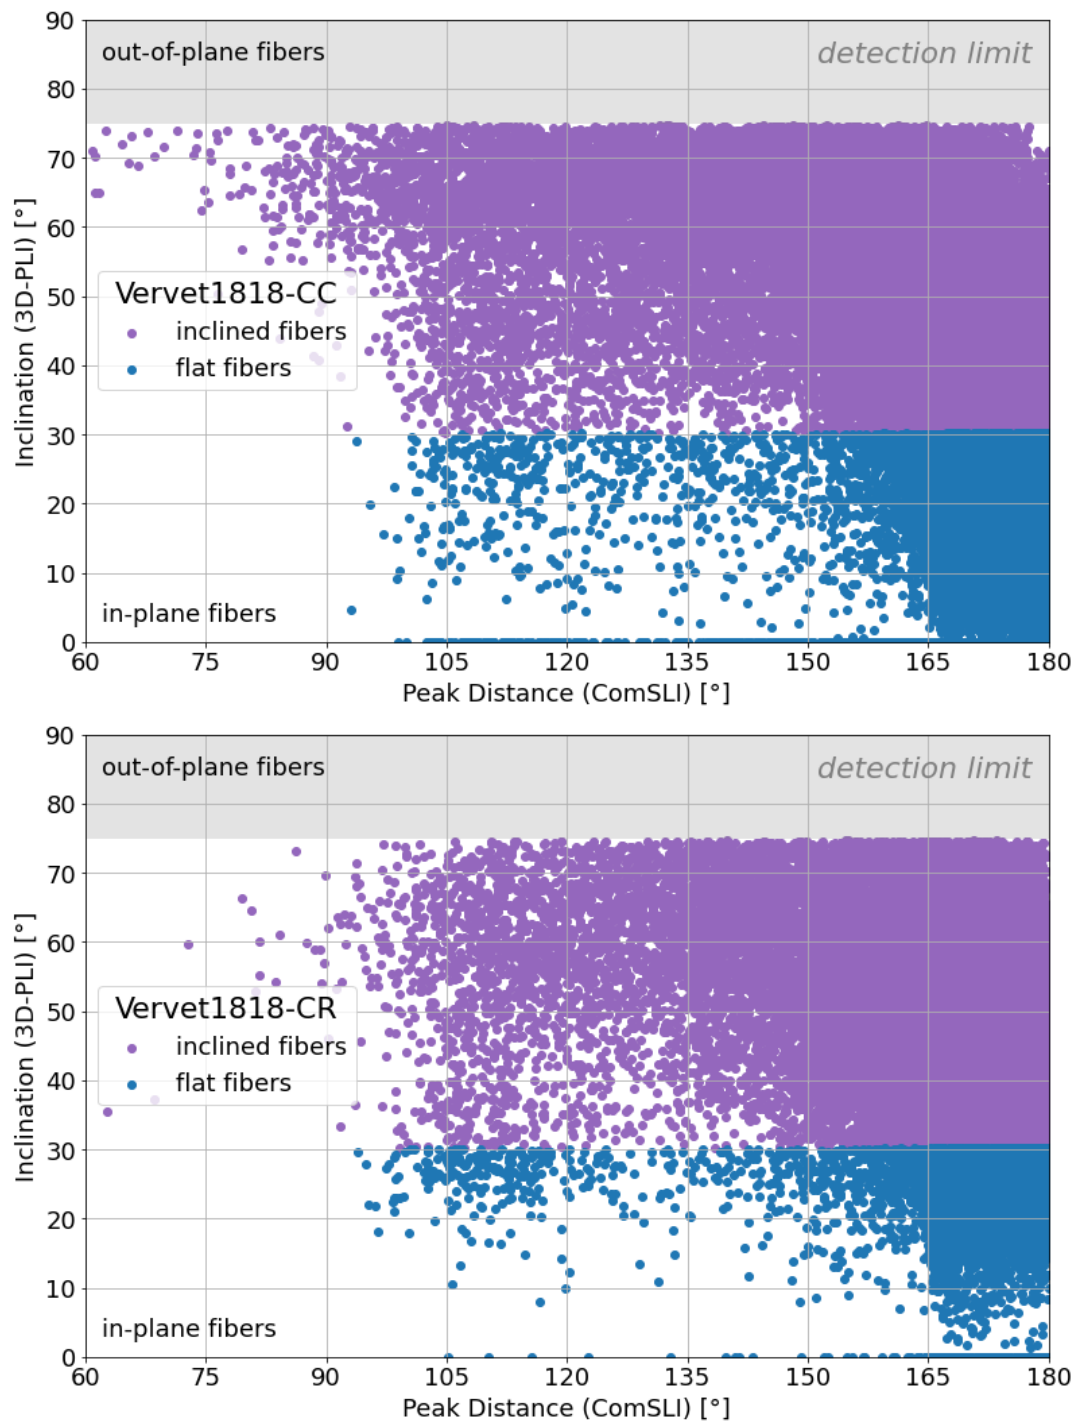 90
out-of-plane fibers
detection limit
80
70
60
50
40
30
20
10
0
Inclination (3D-PLI) [°]
Vervet1818-CC
inclined fibers
flat fibers
in-plane fibers
60 75 90 105 120 135 150 165 180
Peak Distance (ComSLI) [°]
90
out-of-plane fibers
detection limit
80
70
60
50
40
30
20
10
0
Inclination (3D-PLI) [°]
Vervet1818-CR
inclined fibers
flat fibers
in-plane fibers
60 75 90 105 120 135 150 165 180
Peak Distance (ComSLI) [°]